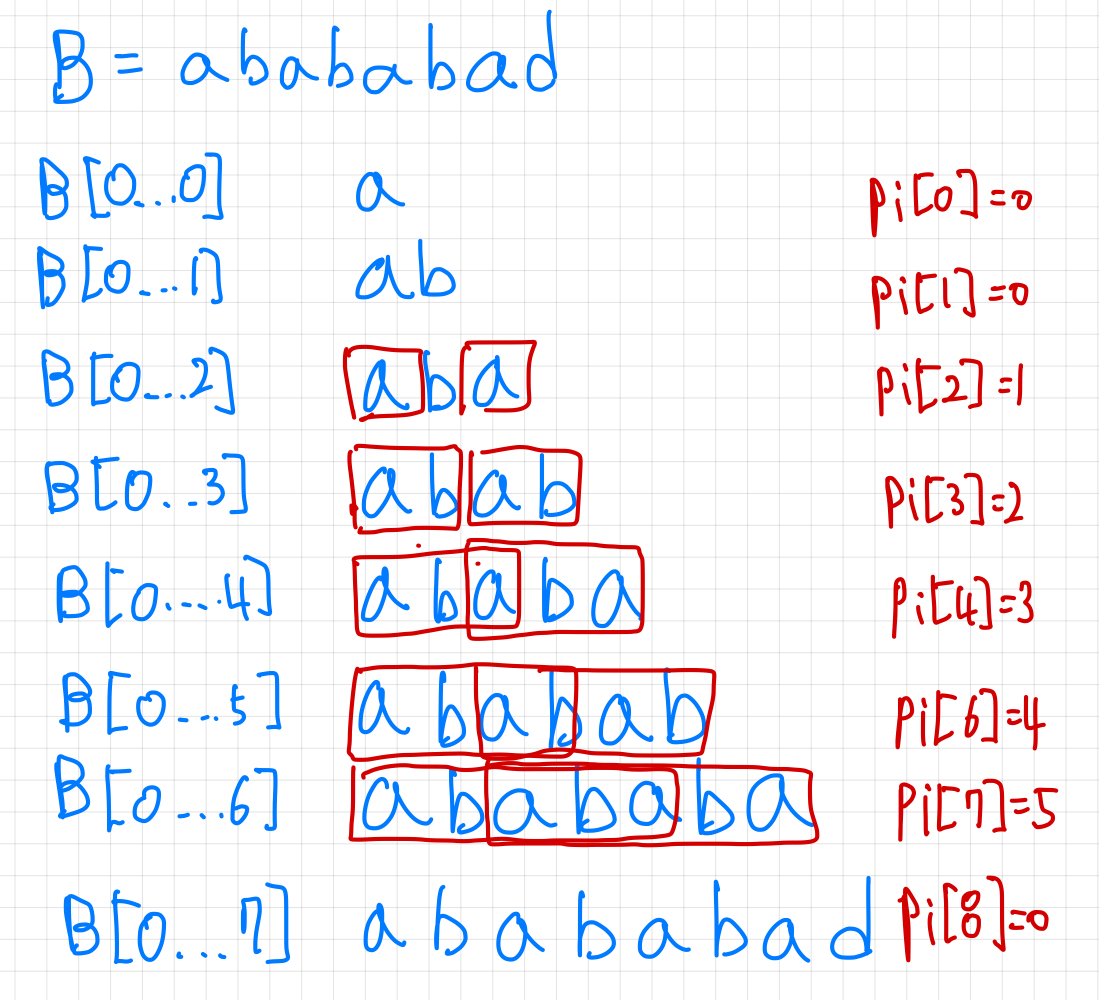 B = abababad
B[0...0] a pi[0]=0
B[0...1] ab pi[1]=0
B[0...2] aba pi[2]=1
B[0...3] abab pi[3]=2
B[0....4] ababa pi[4]=3
B[0...5] ababab pi[6]=4
B[0...6] abababa pi[7]=5
B[0...7] abababad pi[8]=0